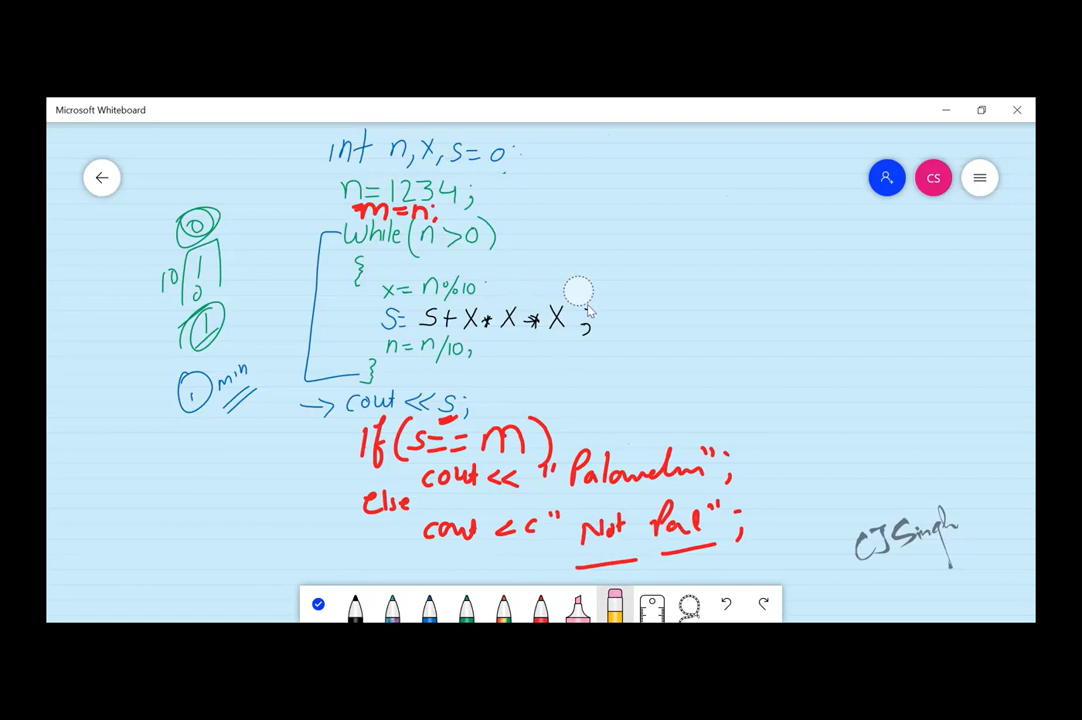 Microsoft Whiteboard
CS
int n, x, s = 0;
n = 1234;
m = n;
While (n > 0)
{
x = n % 10
S = S + X * X * X ;
n = n / 10;
}
→ cout << s;
If (s == m)
cout << "Palomdm";
Else
cout << " Not Pal";
0
10
1
0
1
1 min
CJSingh